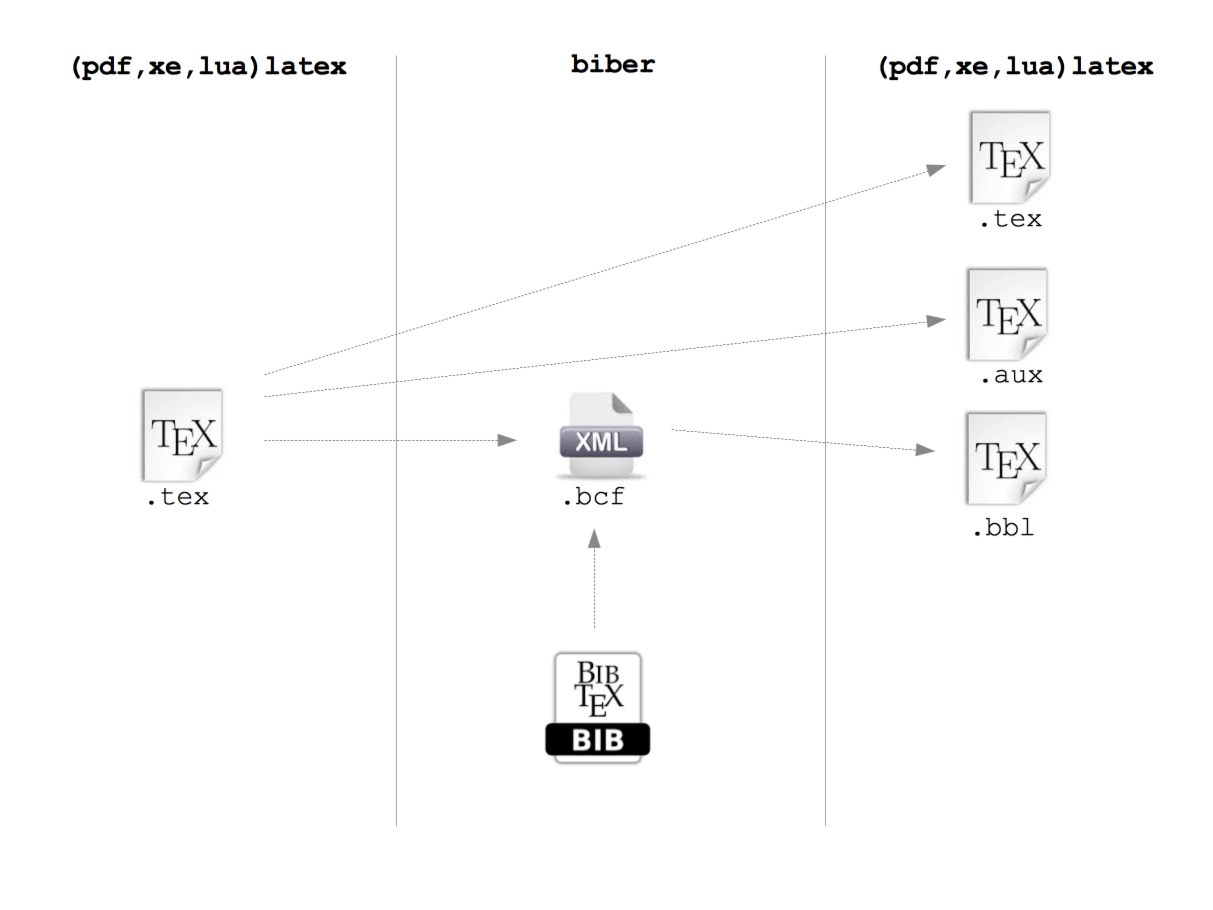 (pdf,xe,lua)latex biber (pdf,xe,lua)latex
TEX
.tex
TEX
.aux
TEX
.tex
XML
.bcf
TEX
.bbl
BIB
TEX
BIB